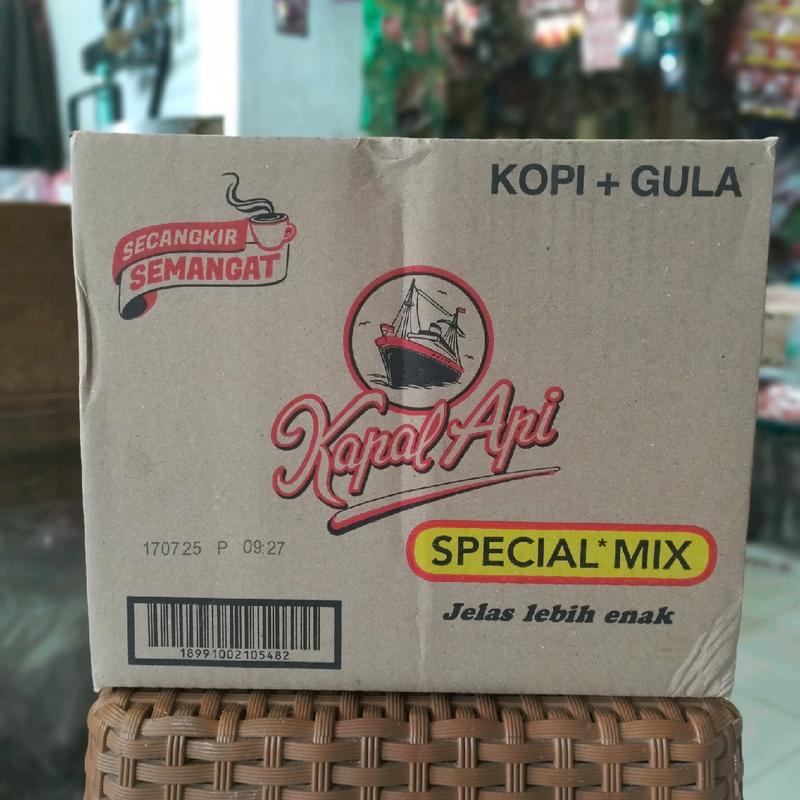 KOPI + GULA
SECANGKIR
SEMANGAT
Kapal Api
SPECIAL* MIX
170725 P 09:27
Jelas lebih enak
18991002105482